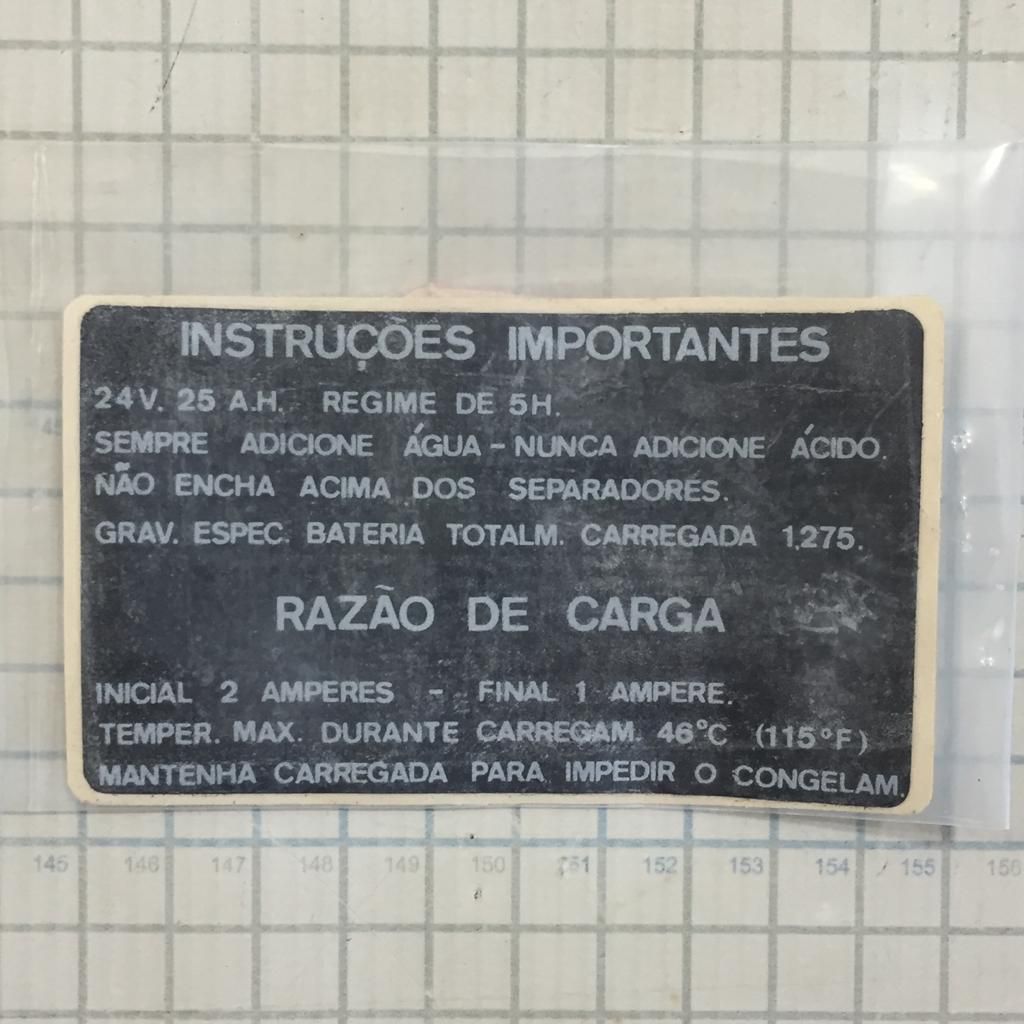 INSTRUÇÕES IMPORTANTES
24V. 25 A.H. REGIME DE 5H.
SEMPRE ADICIONE ÁGUA - NUNCA ADICIONE ÁCIDO.
NÃO ENCHA ACIMA DOS SEPARADORES.
GRAV. ESPEC. BATERIA TOTALM. CARREGADA 1,275.
RAZÃO DE CARGA
INICIAL 2 AMPERES - FINAL 1 AMPERE.
TEMPER. MAX. DURANTE CARREGAM. 46°C (115°F)
MANTENHA CARREGADA PARA IMPEDIR O CONGELAM.
145 146 147 148 149 150 151 152 153 154 155 156